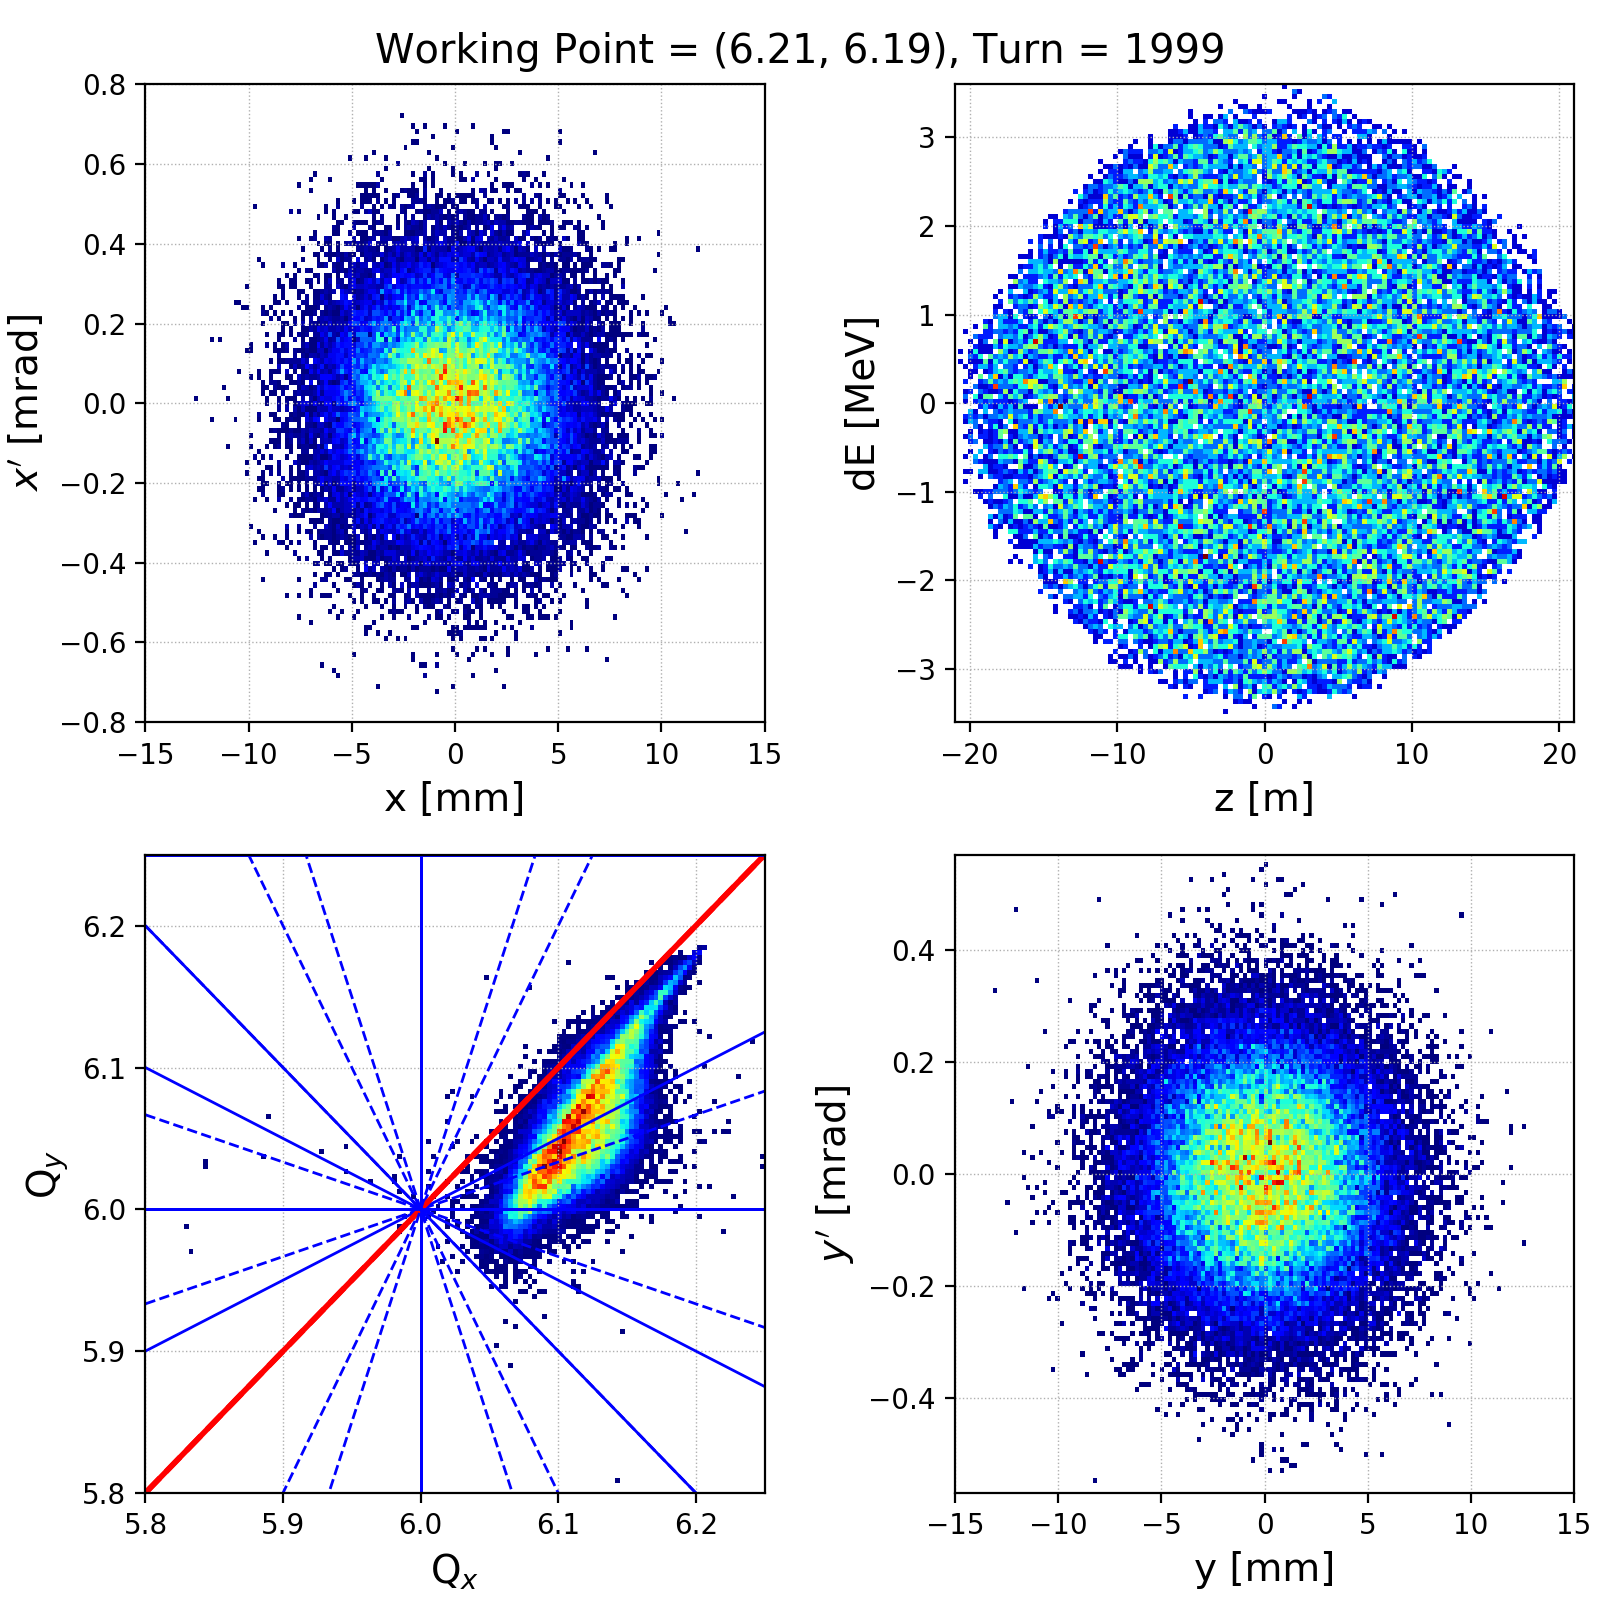 Working Point = (6.21, 6.19), Turn = 1999
0.8
0.6
0.4
0.2
0.0
−0.2
−0.4
−0.6
−0.8
x′ [mrad]
−15 −10 −5 0 5 10 15
x [mm]
3
2
1
0
−1
−2
−3
dE [MeV]
−20 −10 0 10 20
z [m]
6.2
6.1
6.0
5.9
5.8
Qy
5.8 5.9 6.0 6.1 6.2
Qx
0.4
0.2
0.0
−0.2
−0.4
y′ [mrad]
−15 −10 −5 0 5 10 15
y [mm]